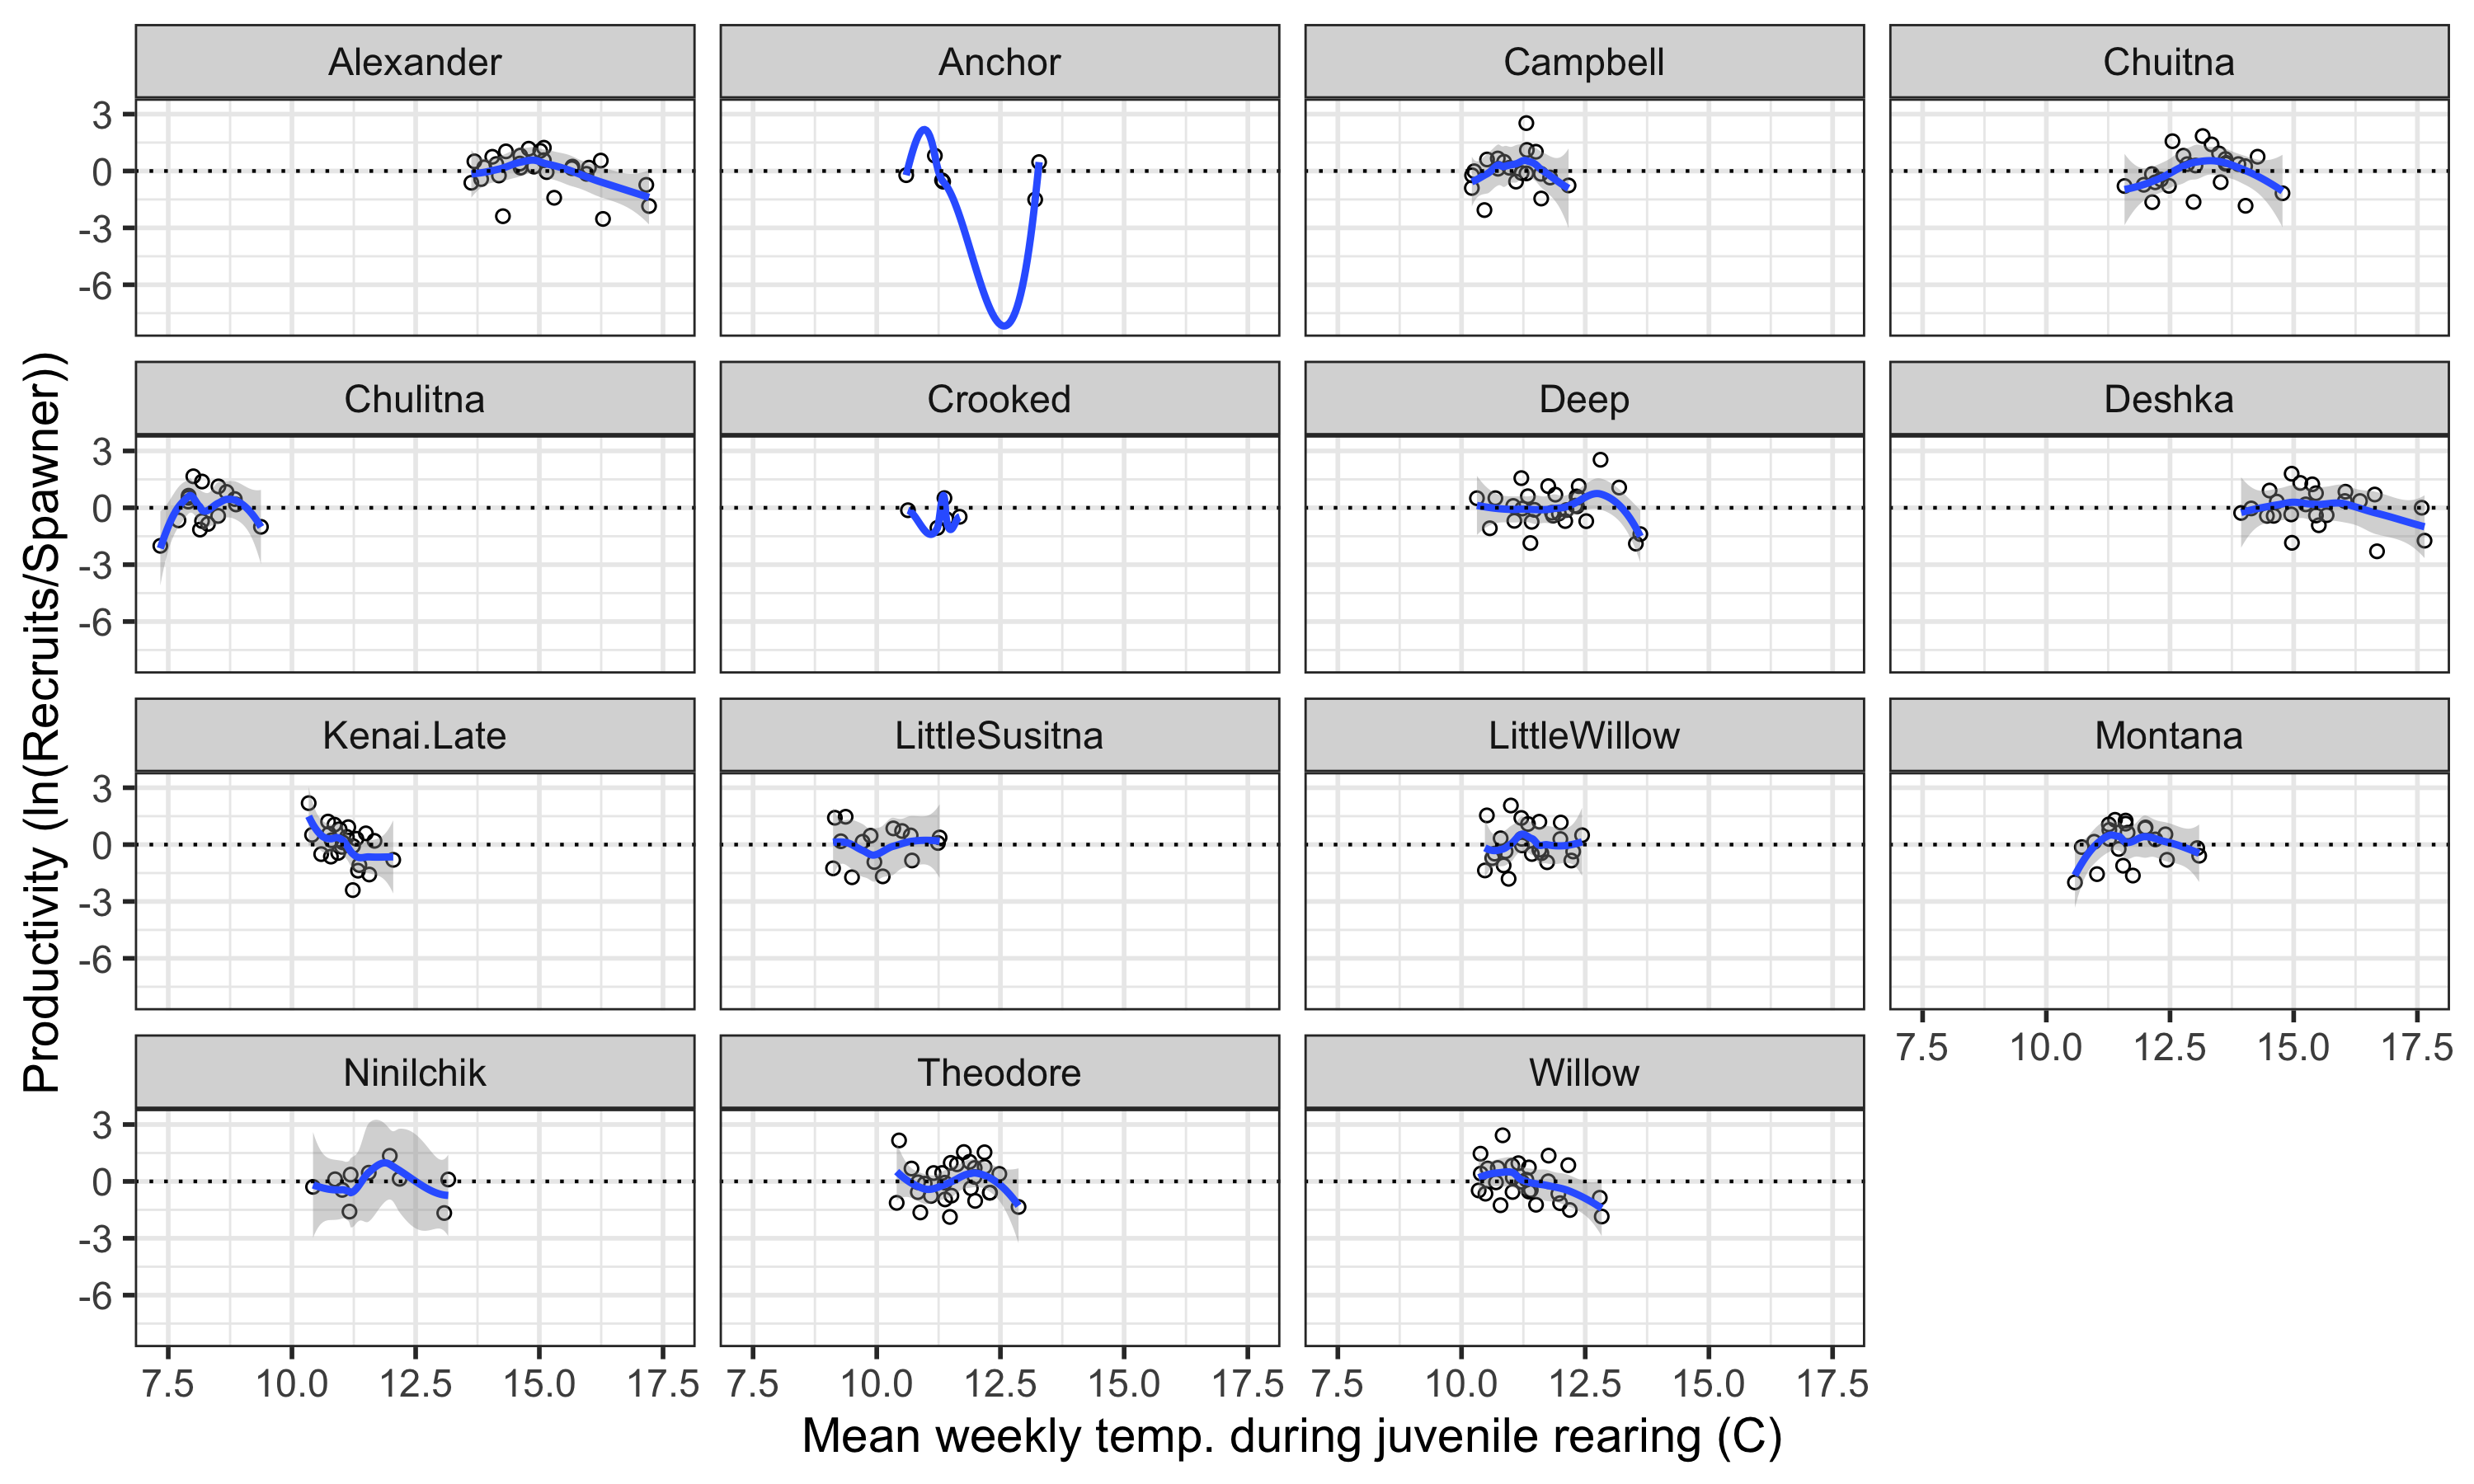 Alexander Anchor Campbell Chuitna
3
0
-3
-6
Chulitna Crooked Deep Deshka
3
0
-3
-6
Kenai.Late LittleSusitna LittleWillow Montana
3
0
-3
-6
7.5 10.0 12.5 15.0 17.5
Ninilchik Theodore Willow
3
0
-3
-6
7.5 10.0 12.5 15.0 17.5 7.5 10.0 12.5 15.0 17.5 7.5 10.0 12.5 15.0 17.5
Mean weekly temp. during juvenile rearing (C)
Productivity (ln(Recruits/Spawner))